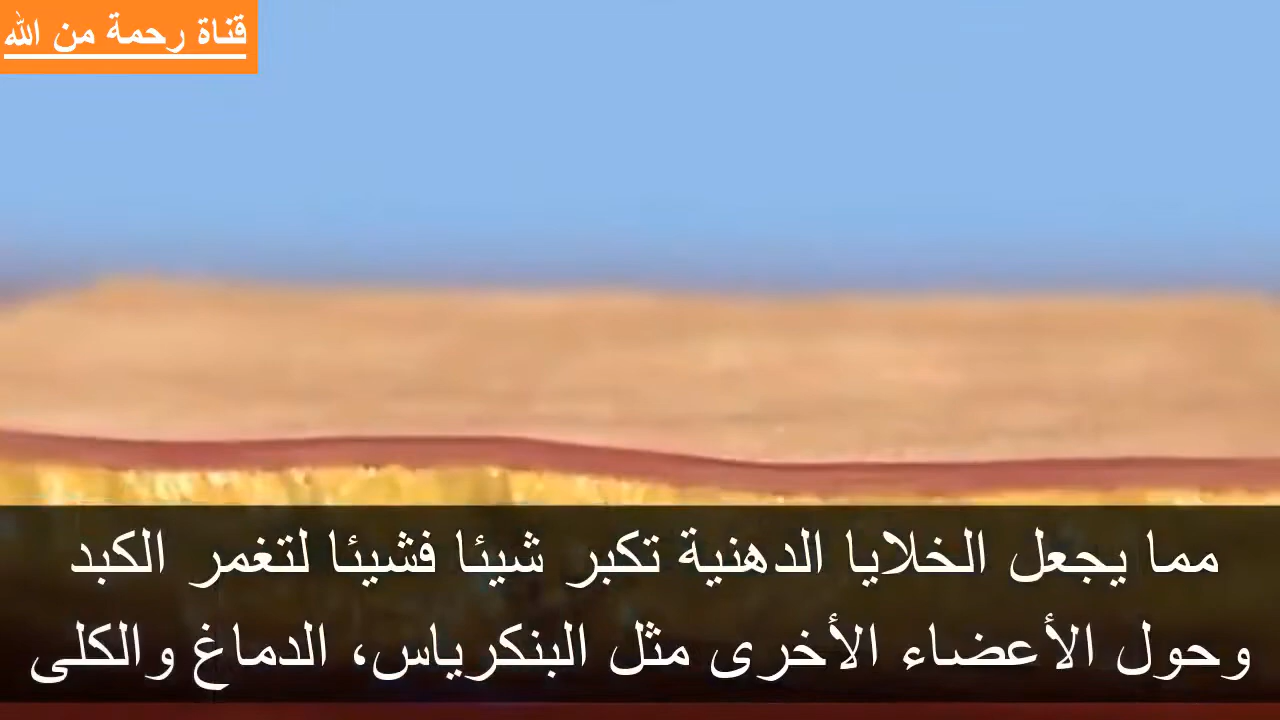 قناة رحمة من الله
مما يجعل الخلايا الدهنية تكبر شيئا فشيئا لتغمر الكبد
وحول الأعضاء الأخرى مثل البنكرياس، الدماغ والكلى